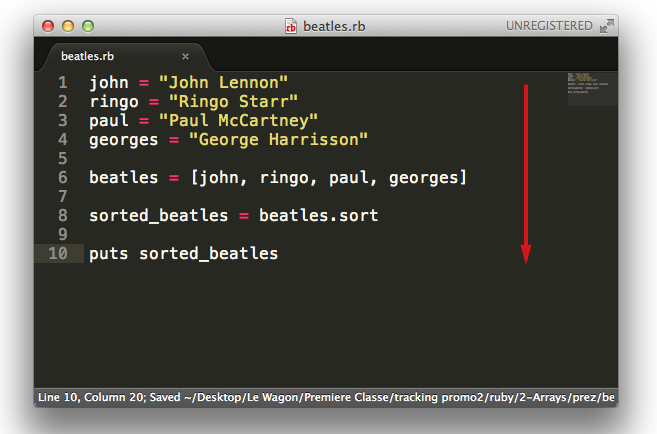 beatles.rb
UNREGISTERED
beatles.rb ×
1 john = "John Lennon"
2 ringo = "Ringo Starr"
3 paul = "Paul McCartney"
4 georges = "George Harrisson"
5
6 beatles = [john, ringo, paul, georges]
7
8 sorted_beatles = beatles.sort
9
10 puts sorted_beatles
Line 10, Column 20; Saved ~/Desktop/Le Wagon/Premiere Classe/tracking promo2/ruby/2-Arrays/prez/be